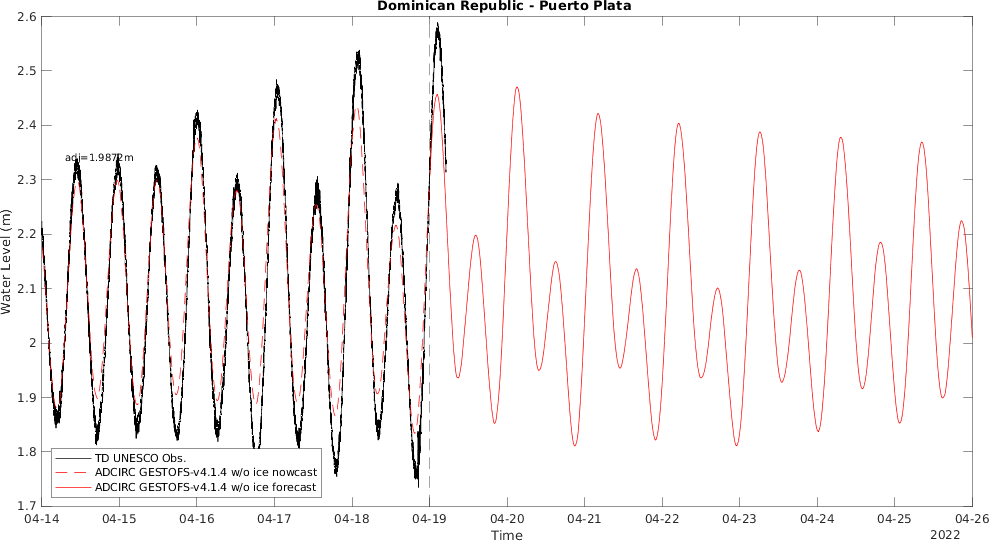 Dominican Republic - Puerto Plata
2.6
2.5
2.4
2.3
2.2
2.1
2
1.9
1.8
1.7
Water Level (m)
adj=1.9872m
TD UNESCO Obs.
ADCIRC GESTOFS-v4.1.4 w/o ice nowcast
ADCIRC GESTOFS-v4.1.4 w/o ice forecast
04-14 04-15 04-16 04-17 04-18 04-19 04-20 04-21 04-22 04-23 04-24 04-25 04-26
Time
2022